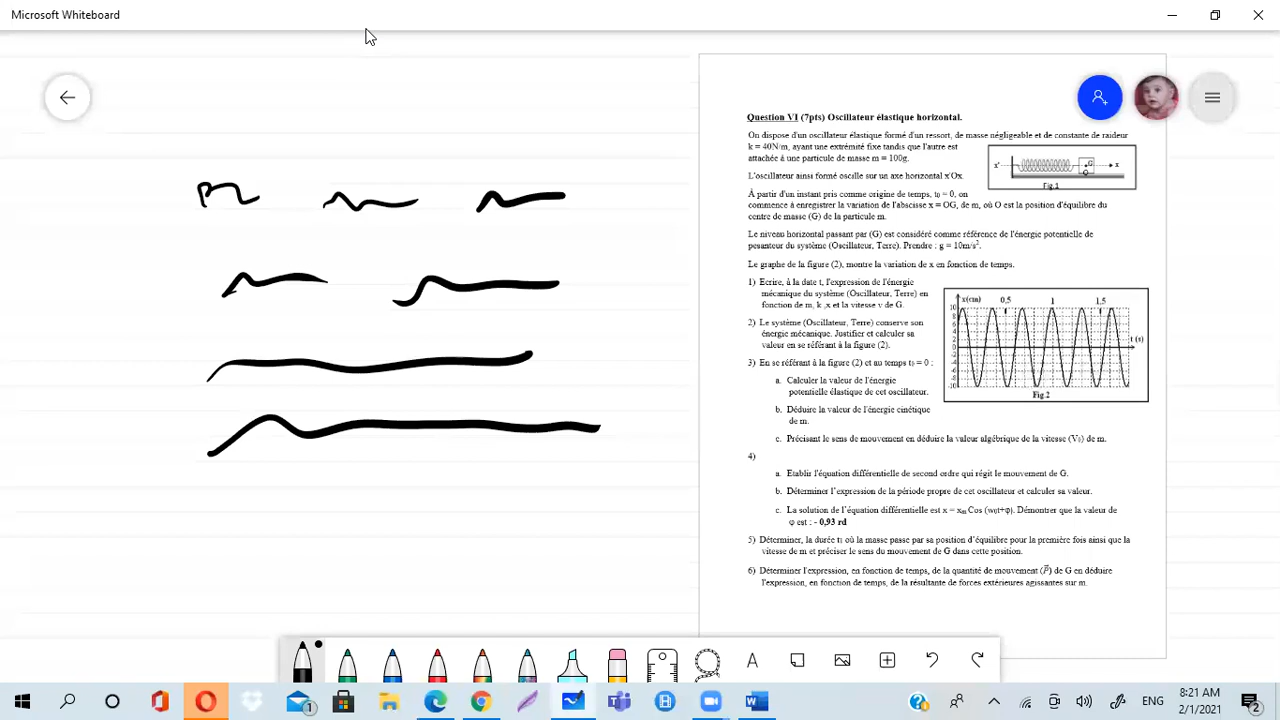 Microsoft Whiteboard
Question VI (7pts) Oscillateur élastique horizontal.
On dispose d'un oscillateur élastique formé d'un ressort, de masse négligeable et de constante de raideur
k = 40N/m, ayant une extrémité fixe tandis que l'autre est
attachée à une particule de masse m = 100g.
x' G x
O
Fig.1
L'oscillateur ainsi formé oscille sur un axe horizontal x'Ox.
À partir d'un instant pris comme origine de temps, t₀ = 0, on
commence à enregistrer la variation de l'abscisse x = OG, de m, où O est la position d'équilibre du
centre de masse (G) de la particule m.
Le niveau horizontal passant par (G) est considéré comme référence de l'énergie potentielle de
pesanteur du système (Oscillateur, Terre). Prendre : g = 10m/s².
Le graphe de la figure (2), montre la variation de x en fonction de temps.
1) Ecrire, à la date t, l'expression de l'énergie
mécanique du système (Oscillateur, Terre) en
fonction de m, k ,x et la vitesse v de G.
2) Le système (Oscillateur, Terre) conserve son
énergie mécanique. Justifier et calculer sa
valeur en se référant à la figure (2).
3) En se référant à la figure (2) et au temps t₀ = 0 :
a. Calculer la valeur de l'énergie
potentielle élastique de cet oscillateur.
b. Déduire la valeur de l'énergie cinétique
de m.
x(cm) 0,5 1 1,5
10
8
6
4
2
0
-2
-4
-6
-8
-10
t (s)
Fig.2
c. Précisant le sens de mouvement en déduire la valeur algébrique de la vitesse (V₀) de m.
4)
a. Etablir l'équation différentielle de second ordre qui régit le mouvement de G.
b. Déterminer l'expression de la période propre de cet oscillateur et calculer sa valeur.
c. La solution de l'équation différentielle est x = xₘ Cos (w₀t+φ). Démontrer que la valeur de
φ est : - 0,93 rd
5) Déterminer, la durée t₁ où la masse passe par sa position d'équilibre pour la première fois ainsi que la
vitesse de m et préciser le sens du mouvement de G dans cette position.
6) Déterminer l'expression, en fonction de temps, de la quantité de mouvement (P⃗) de G en déduire
l'expression, en fonction de temps, de la résultante de forces extérieures agissantes sur m.
A
1
ENG
8:21 AM
2/1/2021
2